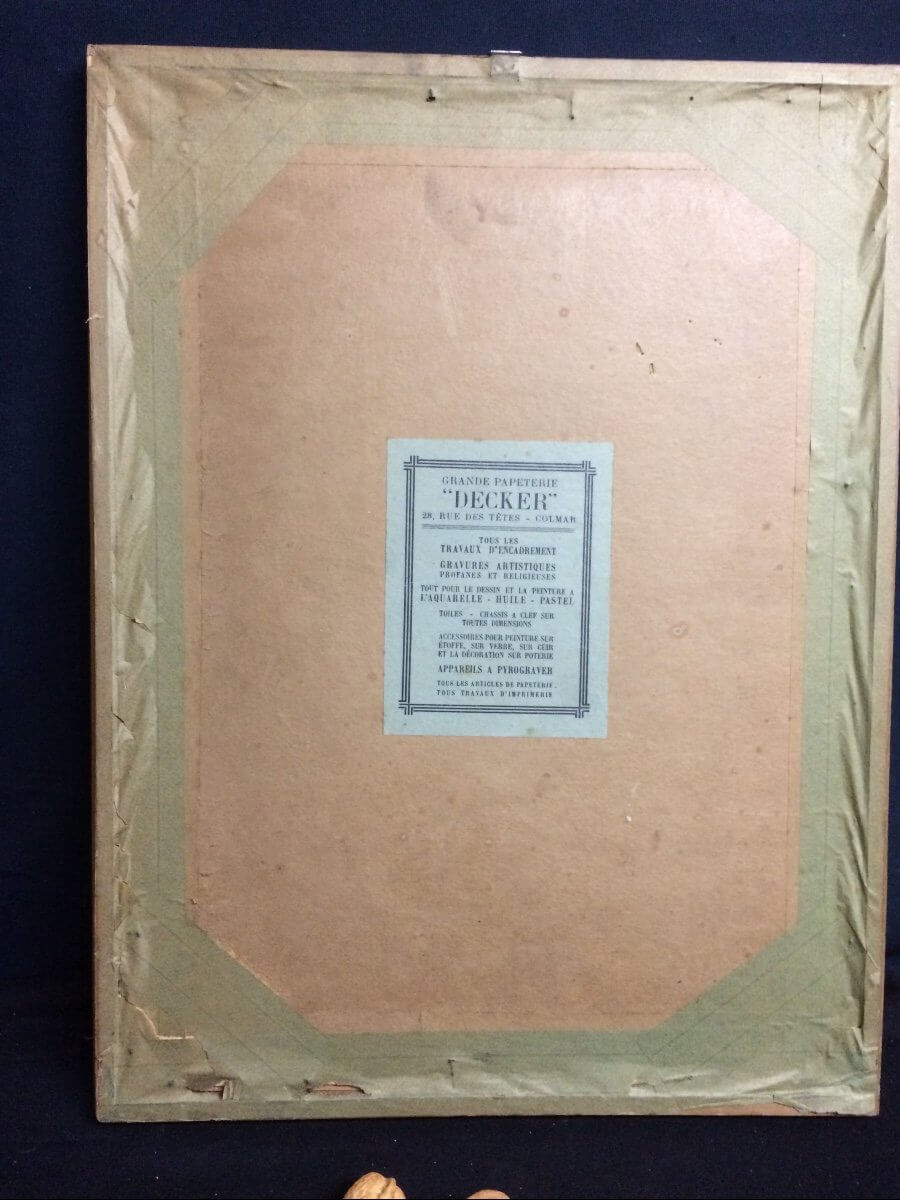 GRANDE PAPETERIE
"DECKER"
28, RUE DES TÊTES - COLMAR
TOUS LES
TRAVAUX D'ENCADREMENT
GRAVURES ARTISTIQUES
PROFANES ET RELIGIEUSES
TOUT POUR LE DESSIN ET LA PEINTURE A
L'AQUARELLE - HUILE - PASTEL
TOILES - CHASSIS A CLEF SUR
TOUTES DIMENSIONS
ACCESSOIRES POUR PEINTURE SUR
ÉTOFFE, SUR VERRE, SUR CUIR
ET LA DÉCORATION SUR POTERIE
APPAREILS A PYROGRAVER
TOUS LES ARTICLES DE PAPETERIE.
TOUS TRAVAUX D'IMPRIMERIE